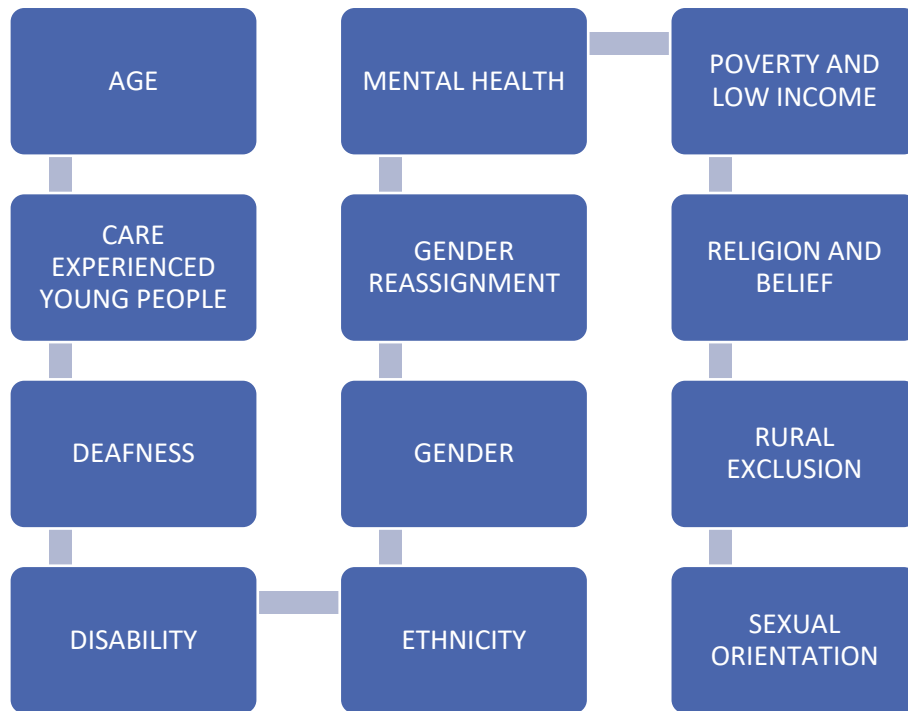 AGE
CARE
EXPERIENCED
YOUNG PEOPLE
DEAFNESS
DISABILITY
ETHNICITY
GENDER
GENDER
REASSIGNMENT
MENTAL HEALTH
POVERTY AND
LOW INCOME
RELIGION AND
BELIEF
RURAL
EXCLUSION
SEXUAL
ORIENTATION